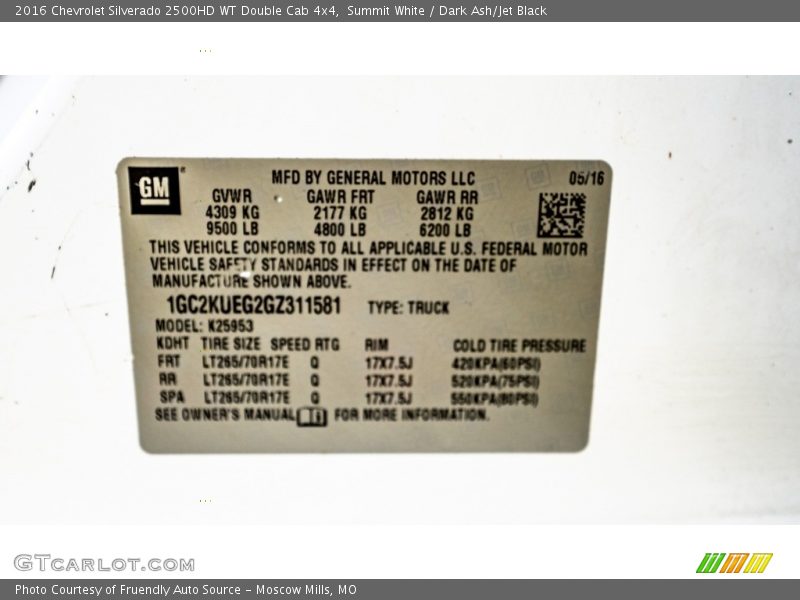 2016 Chevrolet Silverado 2500HD WT Double Cab 4x4,  Summit White / Dark Ash/Jet Black
GM
MFD BY GENERAL MOTORS LLC 05/16
GVWR GAWR FRT GAWR RR
4309 KG 2177 KG 2812 KG
9500 LB 4800 LB 6200 LB
THIS VEHICLE CONFORMS TO ALL APPLICABLE U.S. FEDERAL MOTOR
VEHICLE SAFETY STANDARDS IN EFFECT ON THE DATE OF
MANUFACTURE SHOWN ABOVE.
1GC2KUEG2GZ311581 TYPE: TRUCK
MODEL: K25953
KDHT TIRE SIZE SPEED RTG RIM COLD TIRE PRESSURE
FRT LT265/70R17E Q 17X7.5J 420KPA(60PSI)
RR LT265/70R17E Q 17X7.5J 520KPA(75PSI)
SPA LT265/70R17E Q 17X7.5J 550KPA(80PSI)
SEE OWNER'S MANUAL FOR MORE INFORMATION.
GTCARLOT.COM
Photo Courtesy of Fruendly Auto Source – Moscow Mills, MO